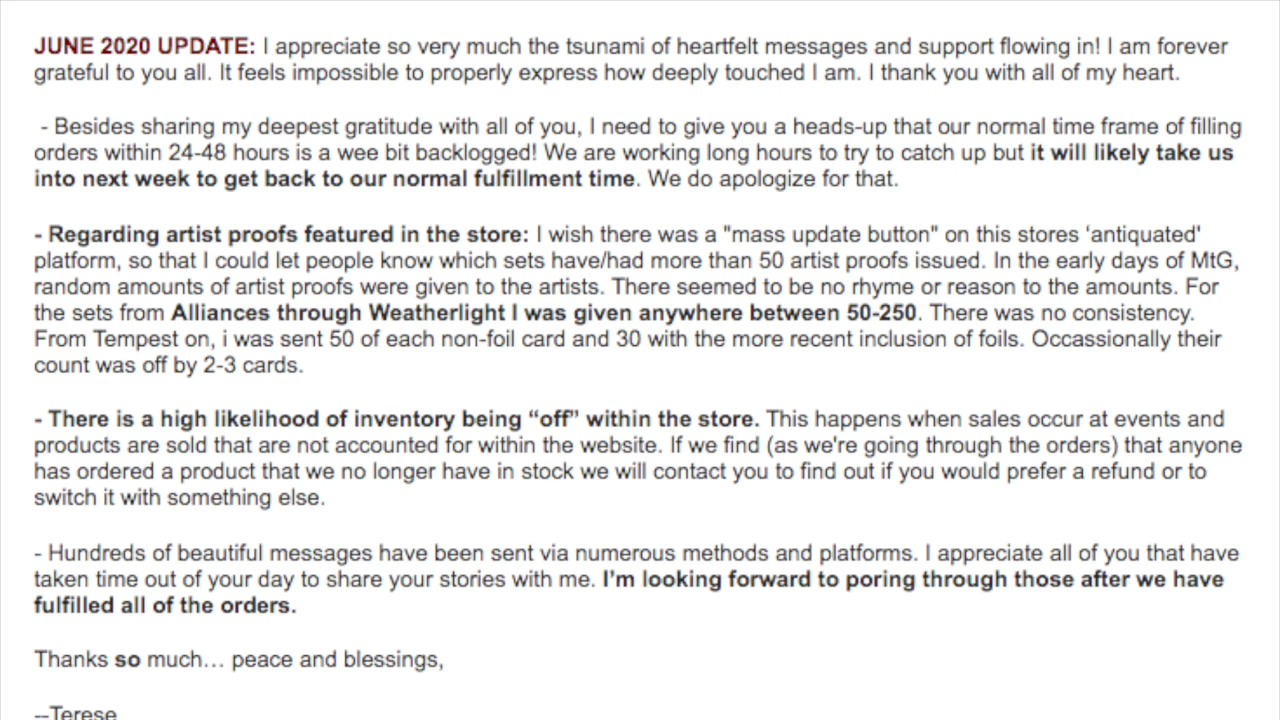 JUNE 2020 UPDATE: I appreciate so very much the tsunami of heartfelt messages and support flowing in! I am forever
grateful to you all. It feels impossible to properly express how deeply touched I am. I thank you with all of my heart.
- Besides sharing my deepest gratitude with all of you, I need to give you a heads-up that our normal time frame of filling
orders within 24-48 hours is a wee bit backlogged! We are working long hours to try to catch up but it will likely take us
into next week to get back to our normal fulfillment time. We do apologize for that.
- Regarding artist proofs featured in the store: I wish there was a "mass update button" on this stores ‘antiquated'
platform, so that I could let people know which sets have/had more than 50 artist proofs issued. In the early days of MtG,
random amounts of artist proofs were given to the artists. There seemed to be no rhyme or reason to the amounts. For
the sets from Alliances through Weatherlight I was given anywhere between 50-250. There was no consistency.
From Tempest on, i was sent 50 of each non-foil card and 30 with the more recent inclusion of foils. Occassionally their
count was off by 2-3 cards.
- There is a high likelihood of inventory being “off” within the store. This happens when sales occur at events and
products are sold that are not accounted for within the website. If we find (as we're going through the orders) that anyone
has ordered a product that we no longer have in stock we will contact you to find out if you would prefer a refund or to
switch it with something else.
- Hundreds of beautiful messages have been sent via numerous methods and platforms. I appreciate all of you that have
taken time out of your day to share your stories with me. I’m looking forward to poring through those after we have
fulfilled all of the orders.
Thanks so much… peace and blessings,
--Terese